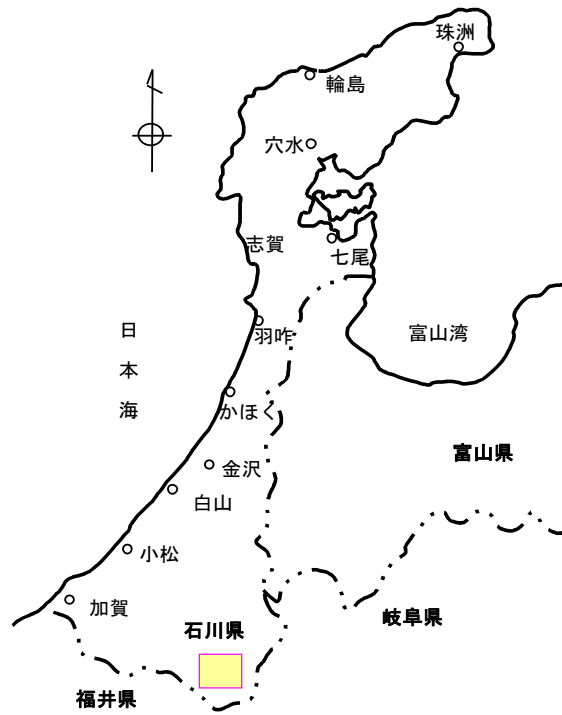 珠洲
輪島
穴水
志賀
七尾
羽咋
富山湾
日本海
かほく
富山県
金沢
白山
小松
加賀
石川県
岐阜県
福井県